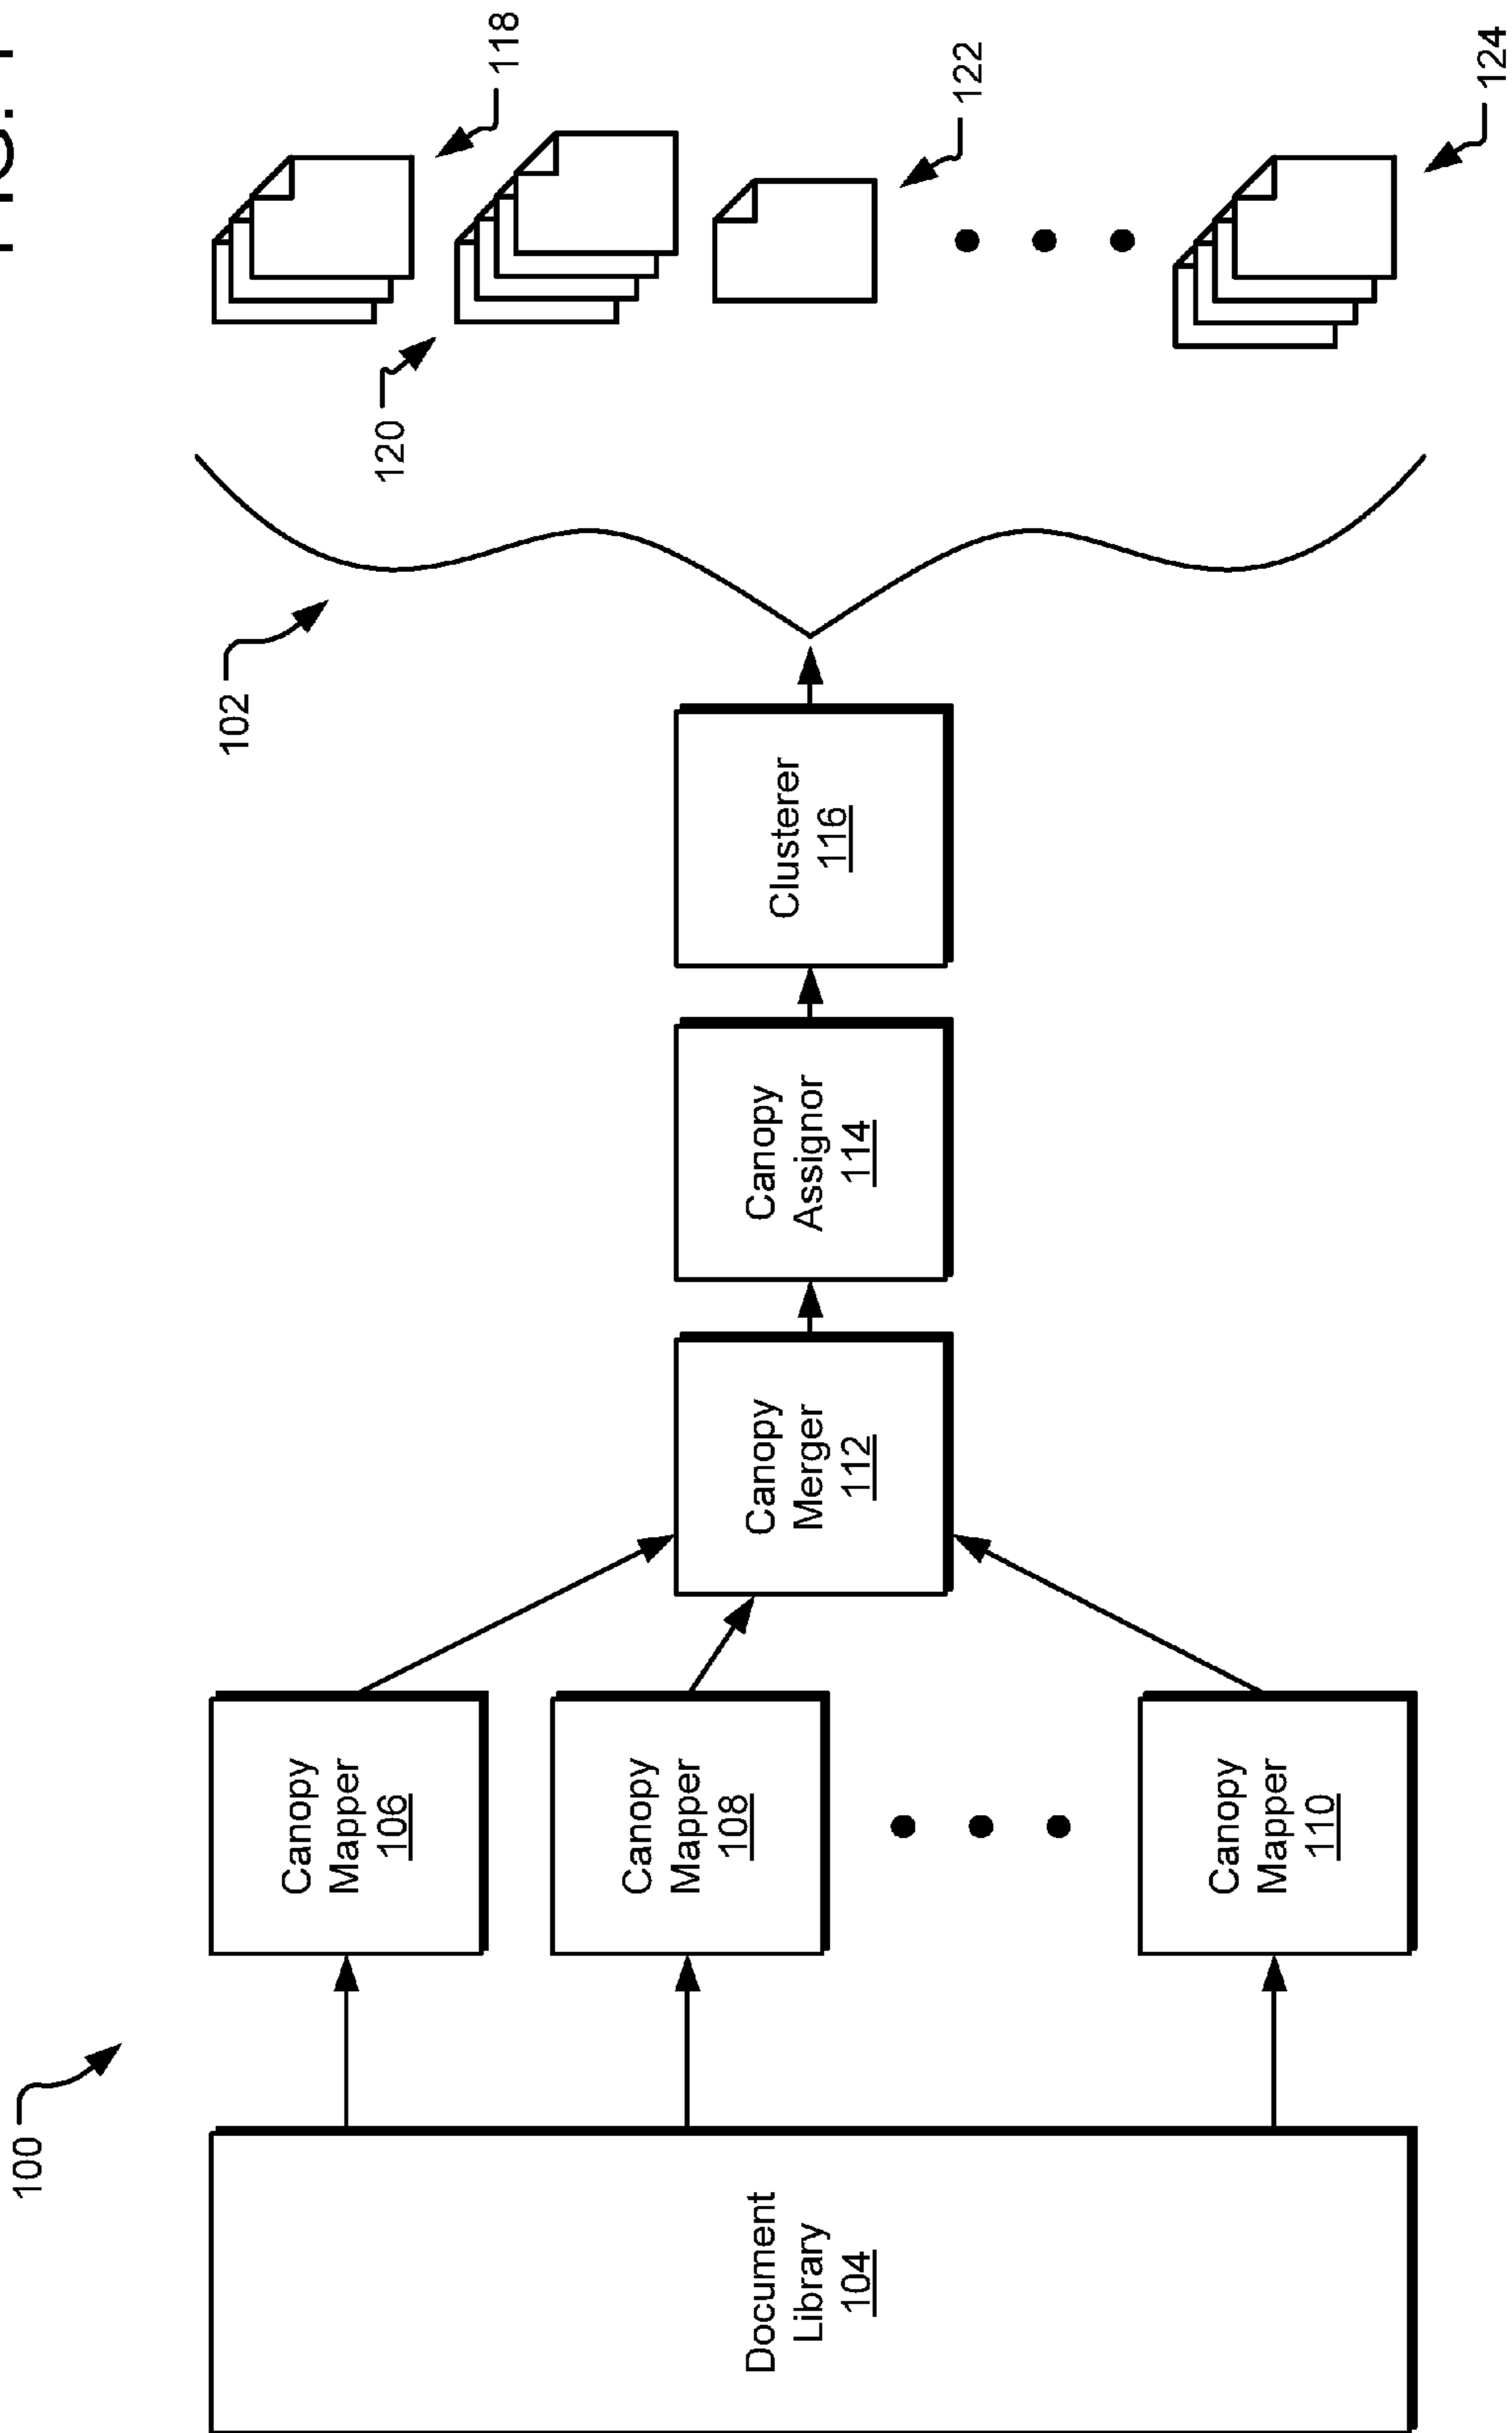 100
102
118
120
122
124
Document
Library
104
Canopy
Mapper
106
Canopy
Mapper
108
Canopy
Mapper
110
Canopy
Merger
112
Canopy
Assignor
114
Clusterer
116